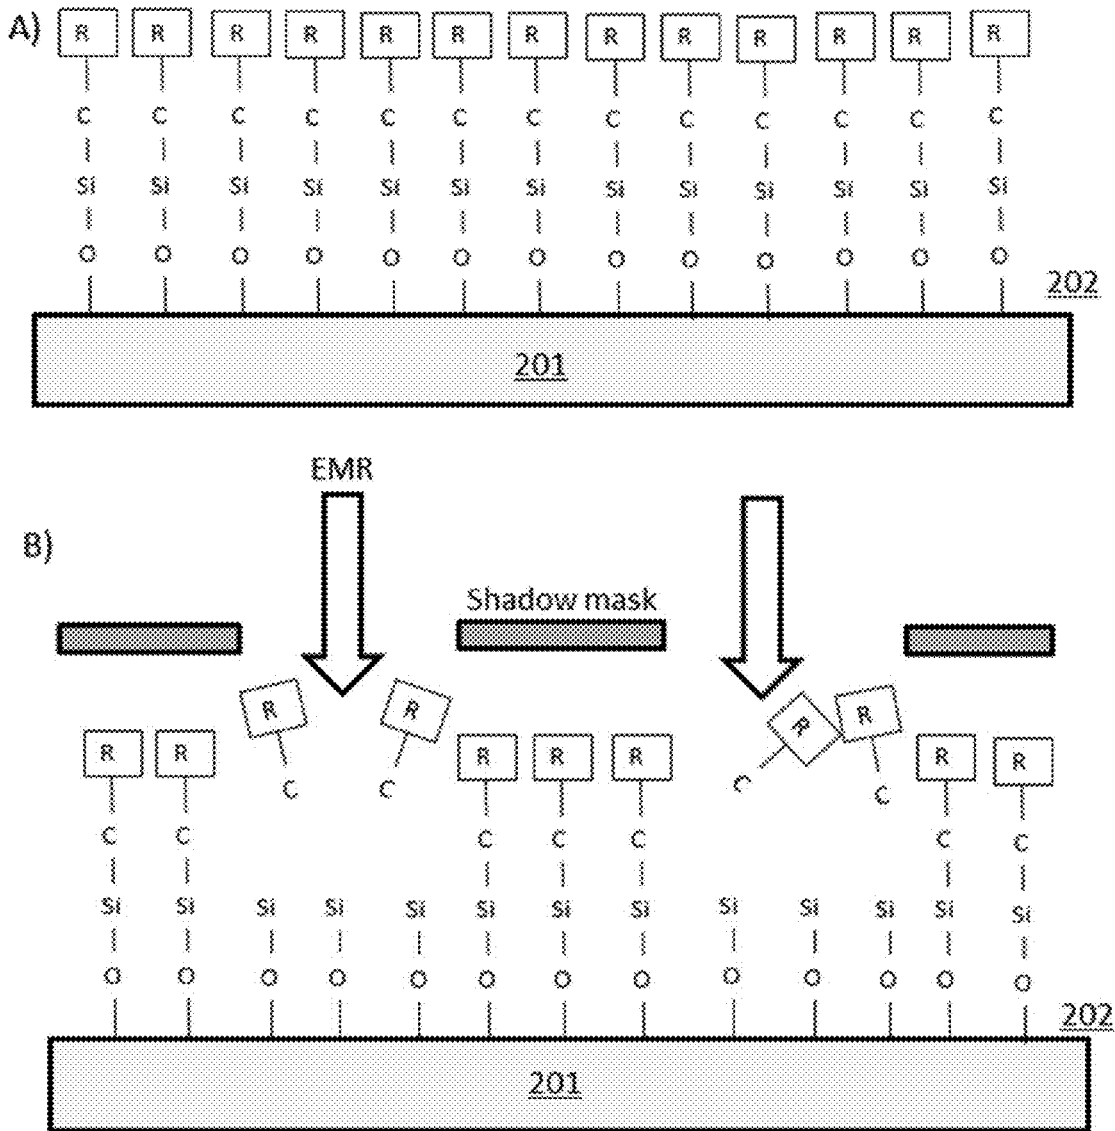 A) R R R R R R R R R R R R R
C C C C C C C C C C C C C
Si Si Si Si Si Si Si Si Si Si Si Si Si
O O O O O O O O O O O O O
202
201
EMR
B)
Shadow mask
R R R R
R R R R R R R
C C C C
C C C C C C C
Si Si Si Si Si Si Si Si Si Si Si Si Si
O O O O O O O O O O O O O
202
201